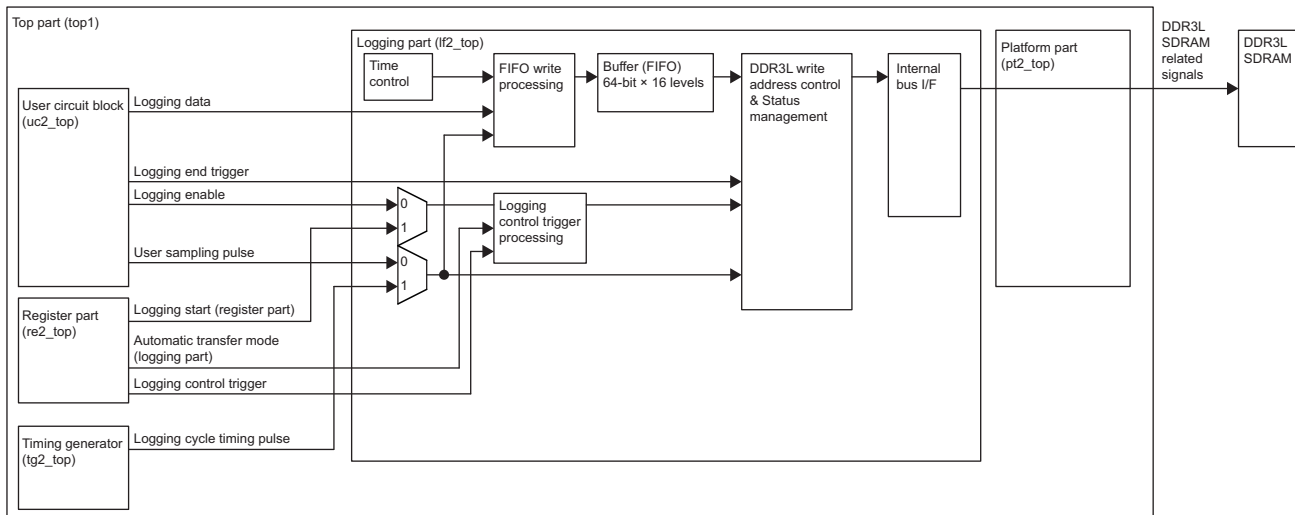 Top part (top1)
Logging part (lf2_top)
Time
control
FIFO write
processing
Buffer (FIFO)
64-bit × 16 levels
DDR3L write
address control
& Status
management
Internal
bus I/F
Platform part
(pt2_top)
DDR3L
SDRAM
related
signals
DDR3L
SDRAM
User circuit block
(uc2_top)
Logging data
Logging end trigger
Logging enable
User sampling pulse
0
1
0
1
Logging
control trigger
processing
Register part
(re2_top)
Logging start (register part)
Automatic transfer mode
(logging part)
Logging control trigger
Timing generator
(tg2_top)
Logging cycle timing pulse